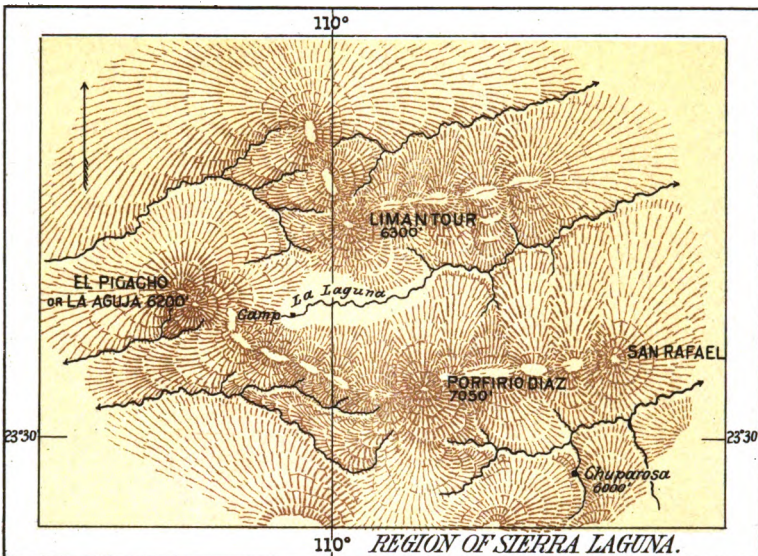 110°
LIMANTOUR
6300'
EL PICACHO
OR LA AGUJA 6200'
La Laguna
Camp
SAN RAFAEL
PORFIRIO DIAZ
7050'
23°30'
23°30'
Chuparosa
6000'
110°
REGION OF SIERRA LAGUNA.